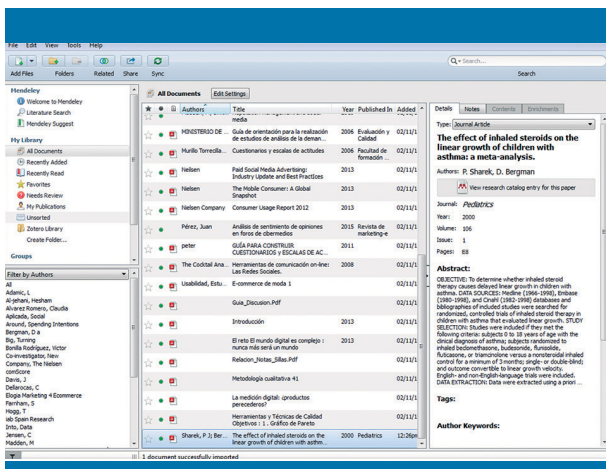 File Edit View Tools Help
Q- Search...
Add Files Folders Related Share Sync Search
Mendeley
Welcome to Mendeley
Literature Search
Mendeley Suggest
My Library
All Documents
Recently Added
Recently Read
Favorites
Needs Review
My Publications
Unsorted
Zotero Library
Create Folder...
Groups
Filter by Authors
All
Adamic, L
Al-Jehani, Hesham
Alvarez Romero, Claudia
Aplicada, Social
Around, Spending Intentions
Bergman, D a
Big, Turning
Bonilla Rodriguez, Victor
Co-investigator, New
Company, The Nielsen
comScore
Davis, J
Dellarocas, C
Elogia Marketing 4 Ecommerce
Farnham, S
Hogg, T
iab Spain Research
Into, Data
Jensen, C
Madden, M
All Documents Edit Settings
Authors Title Year Published In Added
media
MINISTERIO DE ... Guía de orientación para la realización de estudios de análisis de la deman... 2006 Evaluación y Calidad 02/11/1
Murillo Torrecilla... Cuestionarios y escalas de actitudes 2006 Facultad de formación ... 02/11/1
Nielsen Paid Social Media Advertising: Industry Update and Best Practices 2013 02/11/1
Nielsen The Mobile Consumer: A Global Snapshot 2013 02/11/1
Nielsen Company Consumer Usage Report 2012 2013 02/11/1
Pérez, Juan Análisis de sentimiento de opiniones en foros de cibermedios 2015 Revista de marketing-e 02/11/1
peter GUÍA PARA CONSTRUIR CUESTIONARIOS Y ESCALAS DE AC... 2011 02/11/1
The Cocktail Ana... Herramientas de comunicación on-line: Las Redes Sociales. 2008 02/11/1
Usabilidad, Estu... E-commerce de moda 1 02/11/1
Guia_Discusion.Pdf 02/11/1
Introducción 2013 02/11/1
El reto El mundo digital es complejo : nunca más será un mundo 2013 02/11/1
Relacion_Notas_Sillas.Pdf 02/11/1
Metodología cualitativa 41 02/11/1
La medición digital: ¿productos perecederos? 02/11/1
Herramientas y Técnicas de Calidad Objetivos : 1 . Gráfico de Pareto 02/11/1
Sharek, P J; Ber... The effect of inhaled steroids on the linear growth of children with asthm... 2000 Pediatrics 12:26pm
1 document successfully imported
Details Notes Contents Enrichments
Type: Journal Article
The effect of inhaled steroids on the
linear growth of children with
asthma: a meta-analysis.
Authors: P. Sharek, D. Bergman
View research catalog entry for this paper
Journal: Pediatrics
Year: 2000
Volume: 106
Issue: 1
Pages: E8
Abstract:
OBJECTIVE: To determine whether inhaled steroid
therapy causes delayed linear growth in children with
asthma. DATA SOURCES: Medline (1966-1998), Embase
(1980-1998), and Cinahl (1982-1998) databases and
bibliographies of included studies were searched for
randomized, controlled trials of inhaled steroid therapy in
children with asthma that evaluated linear growth. STUDY
SELECTION: Studies were included if they met the
following criteria: subjects 0 to 18 years of age with the
clinical diagnosis of asthma; subjects randomized to
inhaled beclomethasone, budesonide, flunisolide,
fluticasone, or triamcinolone versus a nonsteroidal inhaled
control for a minimum of 3 months; single- or double-blind;
and outcome convertible to linear growth velocity.
English- and non-English-language trials were included.
DATA EXTRACTION: Data were extracted using a priori ...
Tags:
Author Keywords: